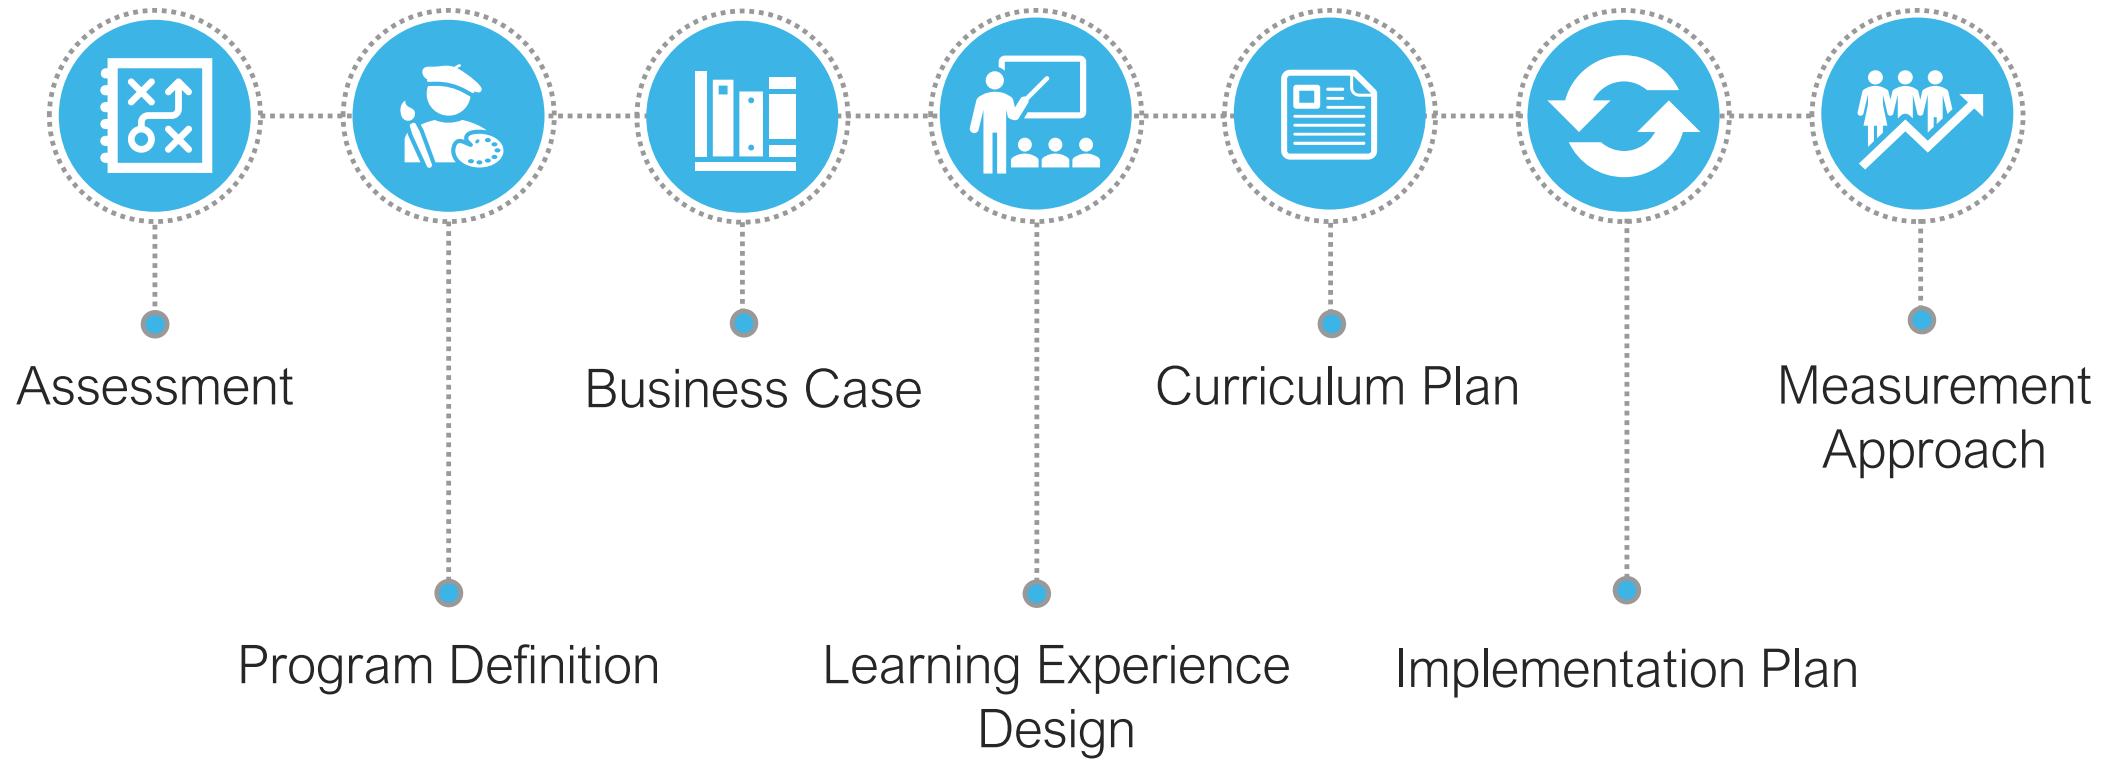 Assessment
Program Definition
Business Case
Learning Experience
Design
Curriculum Plan
Implementation Plan
Measurement
Approach